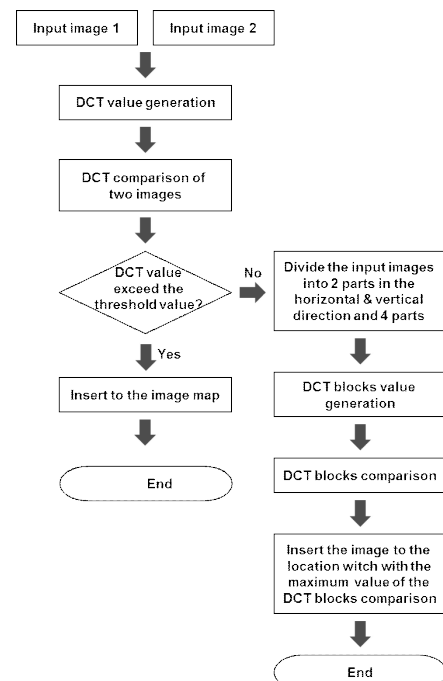 Input image 1
Input image 2
DCT value generation
DCT comparison of
two images
DCT value
exceed the
threshold value?
No
Yes
Insert to the image map
End
Divide the input images
into 2 parts in the
horizontal & vertical
direction and 4 parts
DCT blocks value
generation
DCT blocks comparison
Insert the image to the
location witch with the
maximum value of the
DCT blocks comparison
End